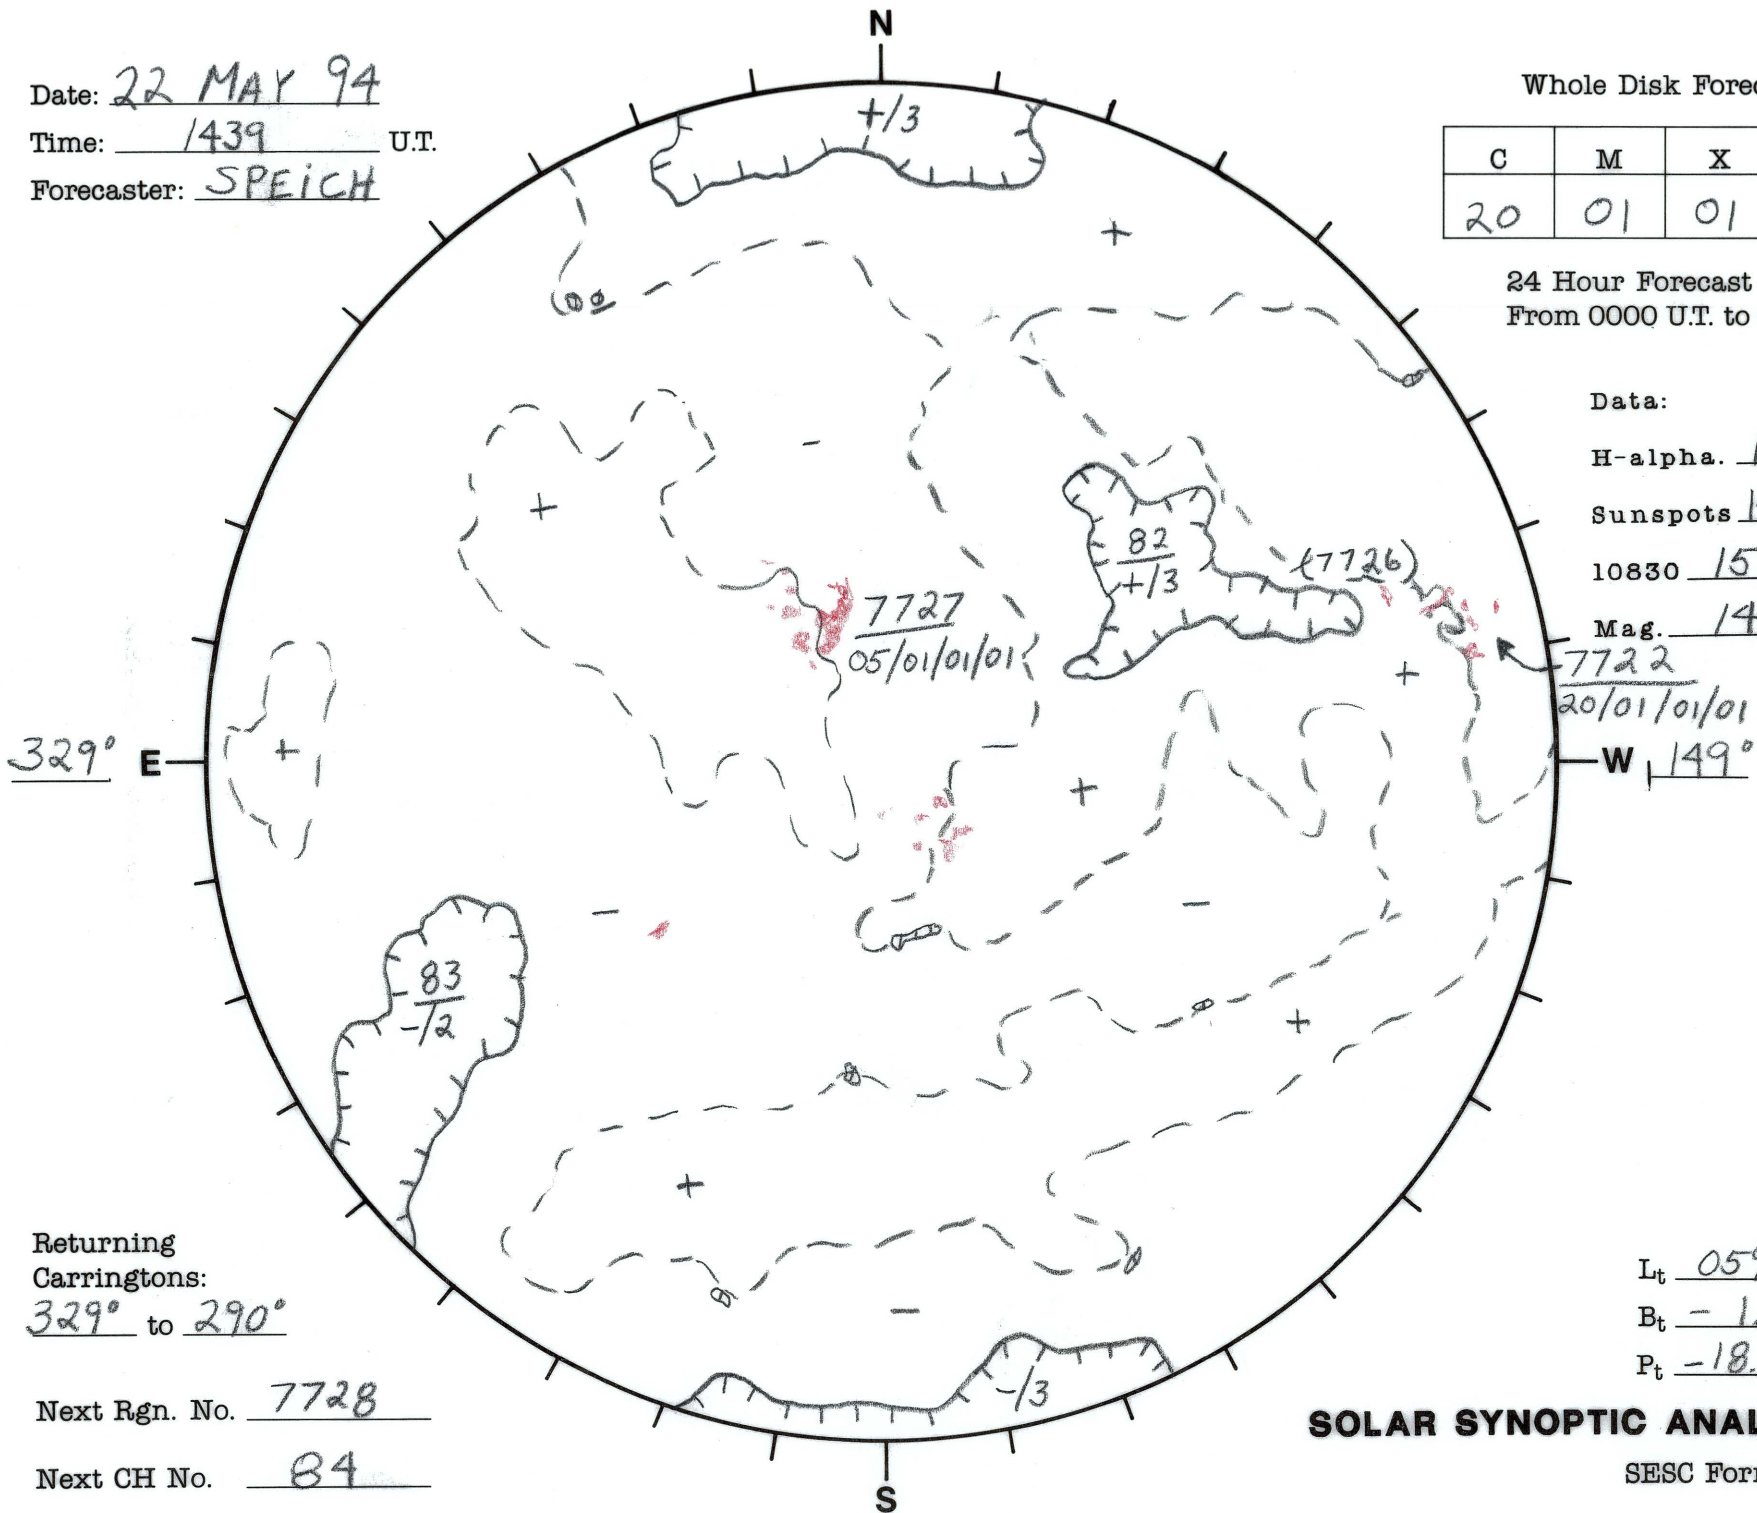 N
Date: 22 MAY 94
Time: 1439 U.T.
Forecaster: SPEICH
Whole Disk Forec
C M X
20 01 01
24 Hour Forecast
From 0000 U.T. to
Data:
H-alpha.
Sunspots
10830 15
Mag. 14
+/3
+
-
+
82
+/3
(7726)
7727
05/01/01/01
+
7722
20/01/01/01
329° E
+
-
+
W 149°
-
-
83
-/2
+
+
-
-/3
Returning
Carringtons:
329° to 290°
Next Rgn. No. 7728
Next CH No. 84
Lt 059
Bt - 1.
Pt -18.
SOLAR SYNOPTIC ANAL
SESC For
S